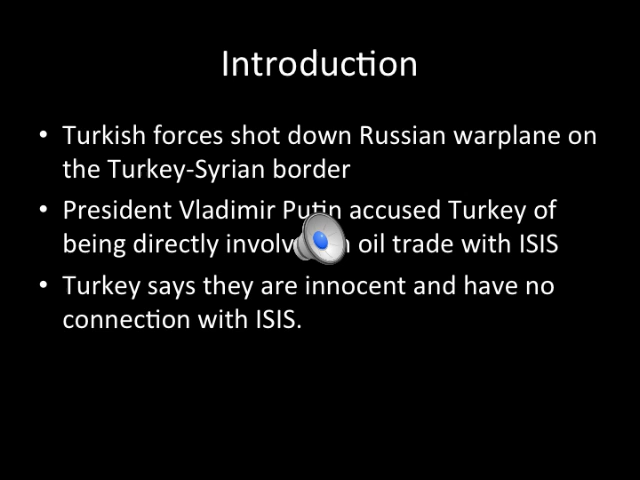 Introduction
• Turkish forces shot down Russian warplane on
the Turkey-Syrian border
• President Vladimir Putin accused Turkey of
being directly involv oil trade with ISIS
• Turkey says they are innocent and have no
connection with ISIS.